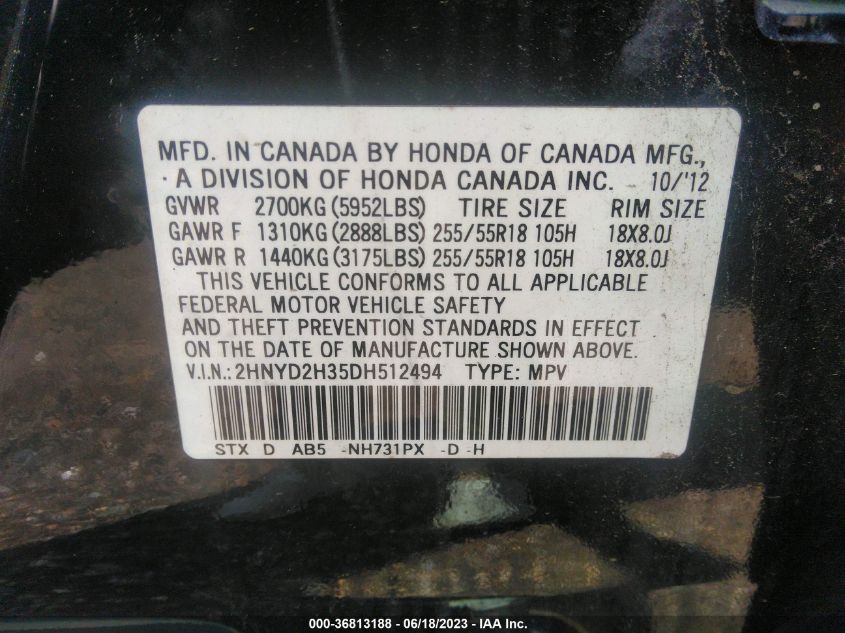 MFD. IN CANADA BY HONDA OF CANADA MFG.,
A DIVISION OF HONDA CANADA INC. 10/'12
GVWR 2700KG (5952LBS) TIRE SIZE RIM SIZE
GAWR F 1310KG (2888LBS) 255/55R18 105H 18X8.0J
GAWR R 1440KG (3175LBS) 255/55R18 105H 18X8.0J
THIS VEHICLE CONFORMS TO ALL APPLICABLE
FEDERAL MOTOR VEHICLE SAFETY
AND THEFT PREVENTION STANDARDS IN EFFECT
ON THE DATE OF MANUFACTURE SHOWN ABOVE.
V.I.N.: 2HNYD2H35DH512494 TYPE: MPV
STX D AB5 -NH731PX -D -H
000-36813188 - 06/18/2023 - IAA Inc.